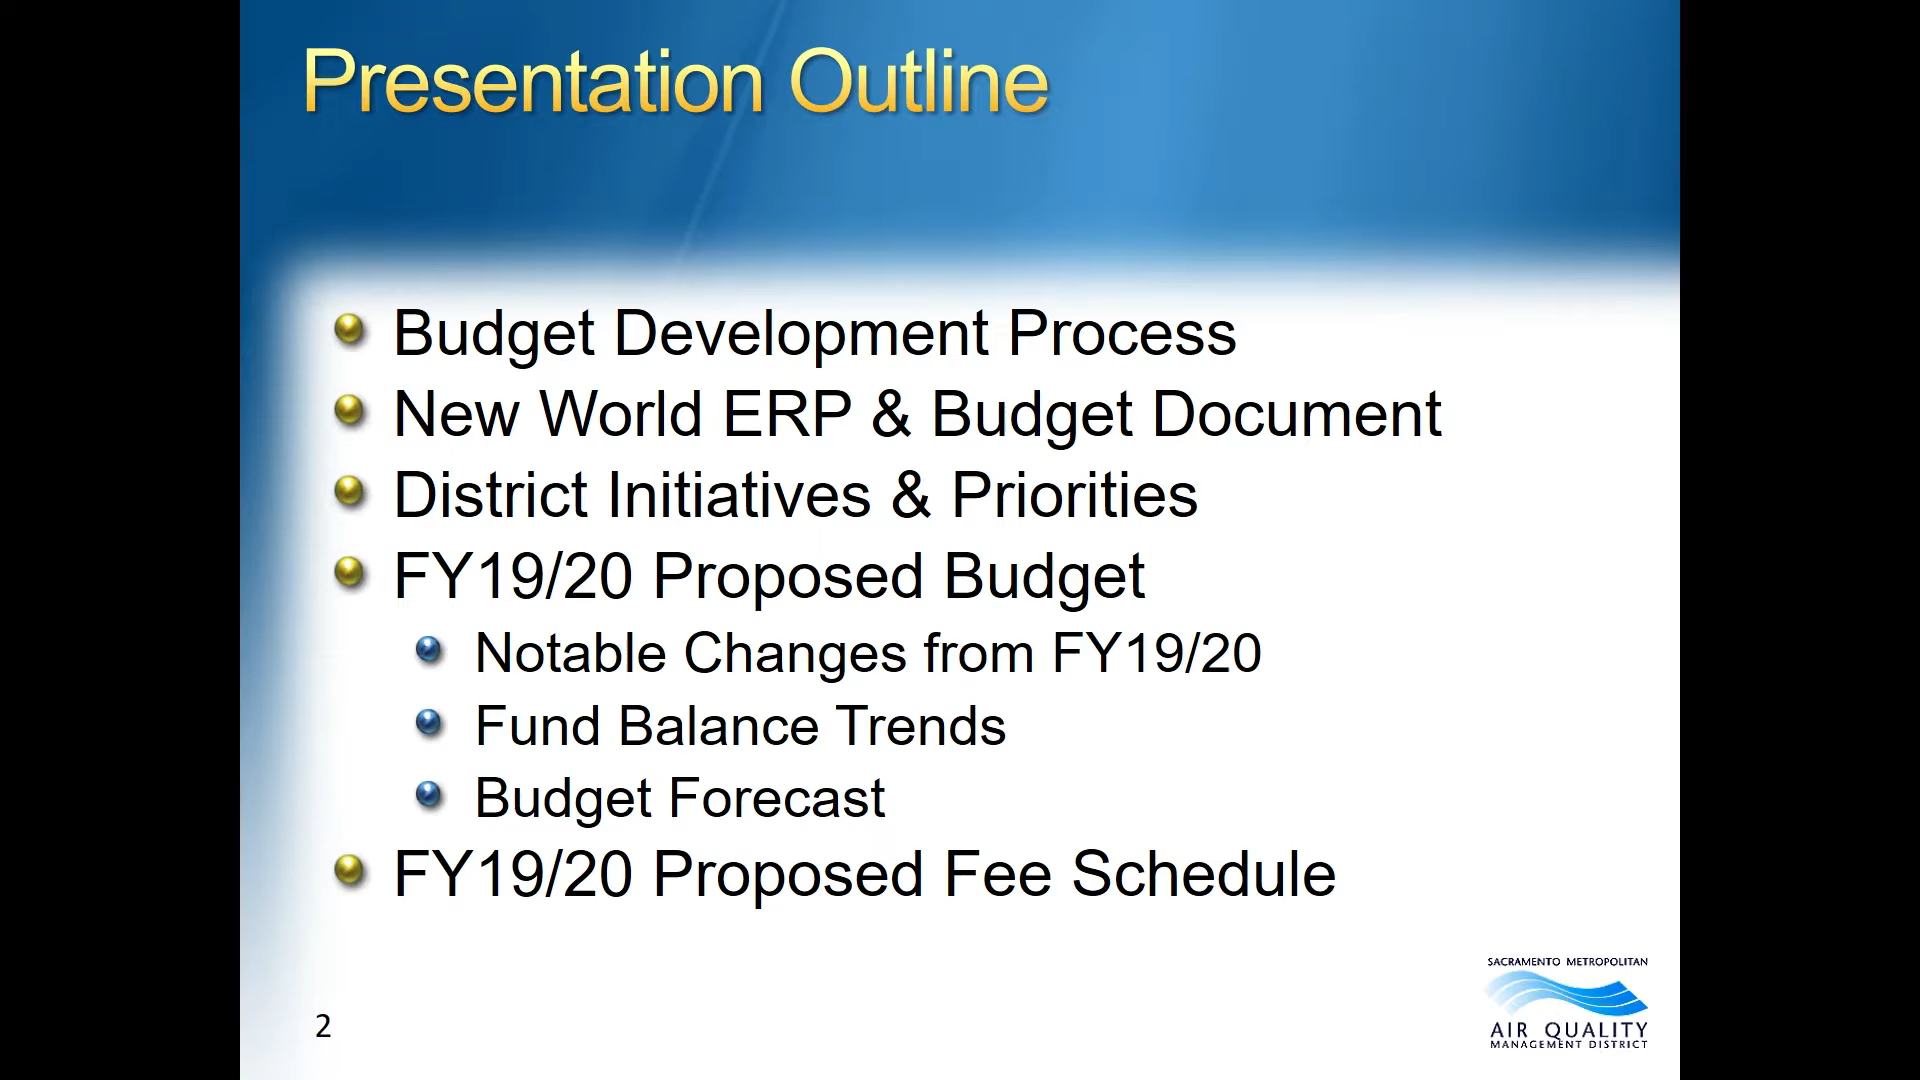 Presentation Outline
Budget Development Process
New World ERP & Budget Document
District Initiatives & Priorities
FY19/20 Proposed Budget
Notable Changes from FY19/20
Fund Balance Trends
Budget Forecast
FY19/20 Proposed Fee Schedule
SACRAMENTO METROPOLITAN
AIR QUALITY
MANAGEMENT DISTRICT
2